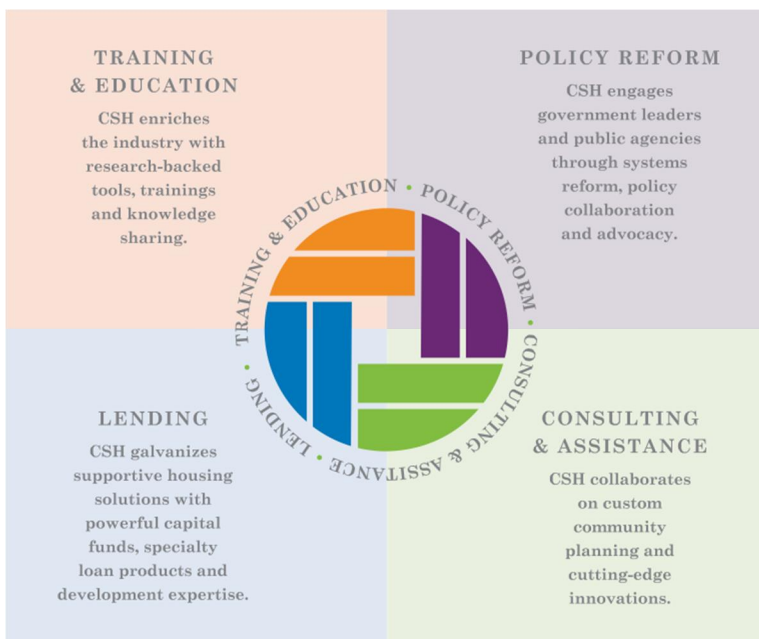 TRAINING
& EDUCATION
CSH enriches
the industry with
research-backed
tools, trainings
and knowledge
sharing.
POLICY REFORM
CSH engages
government leaders
and public agencies
through systems
reform, policy
collaboration
and advocacy.
TRAINING & EDUCATION • POLICY REFORM • CONSULTING & ASSITANCE • LENDING •
LENDING
CSH galvanizes
supportive housing
solutions with
powerful capital
funds, specialty
loan products and
development expertise.
CONSULTING
& ASSISTANCE
CSH collaborates
on custom
community
planning and
cutting-edge
innovations.